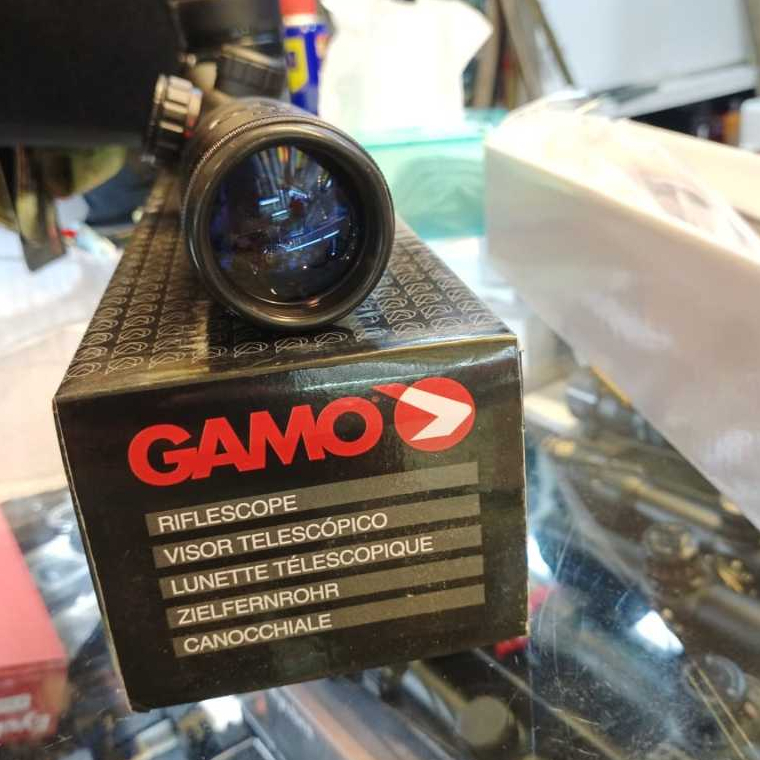 GAMO
RIFLESCOPE
VISOR TELESCÓPICO
LUNETTE TÉLESCOPIQUE
ZIELFERNROHR
CANOCCHIALE